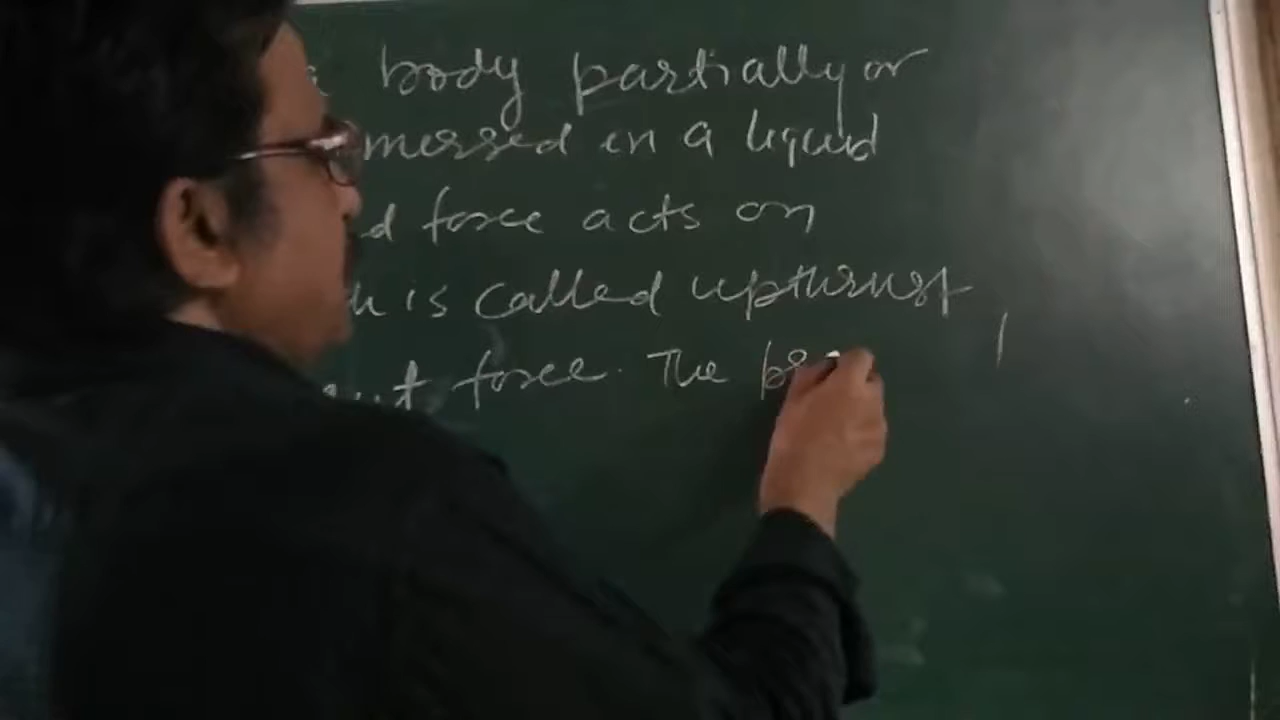 a body partially or
mersed in a liquid
d force acts on
h is called upthrust
force. The